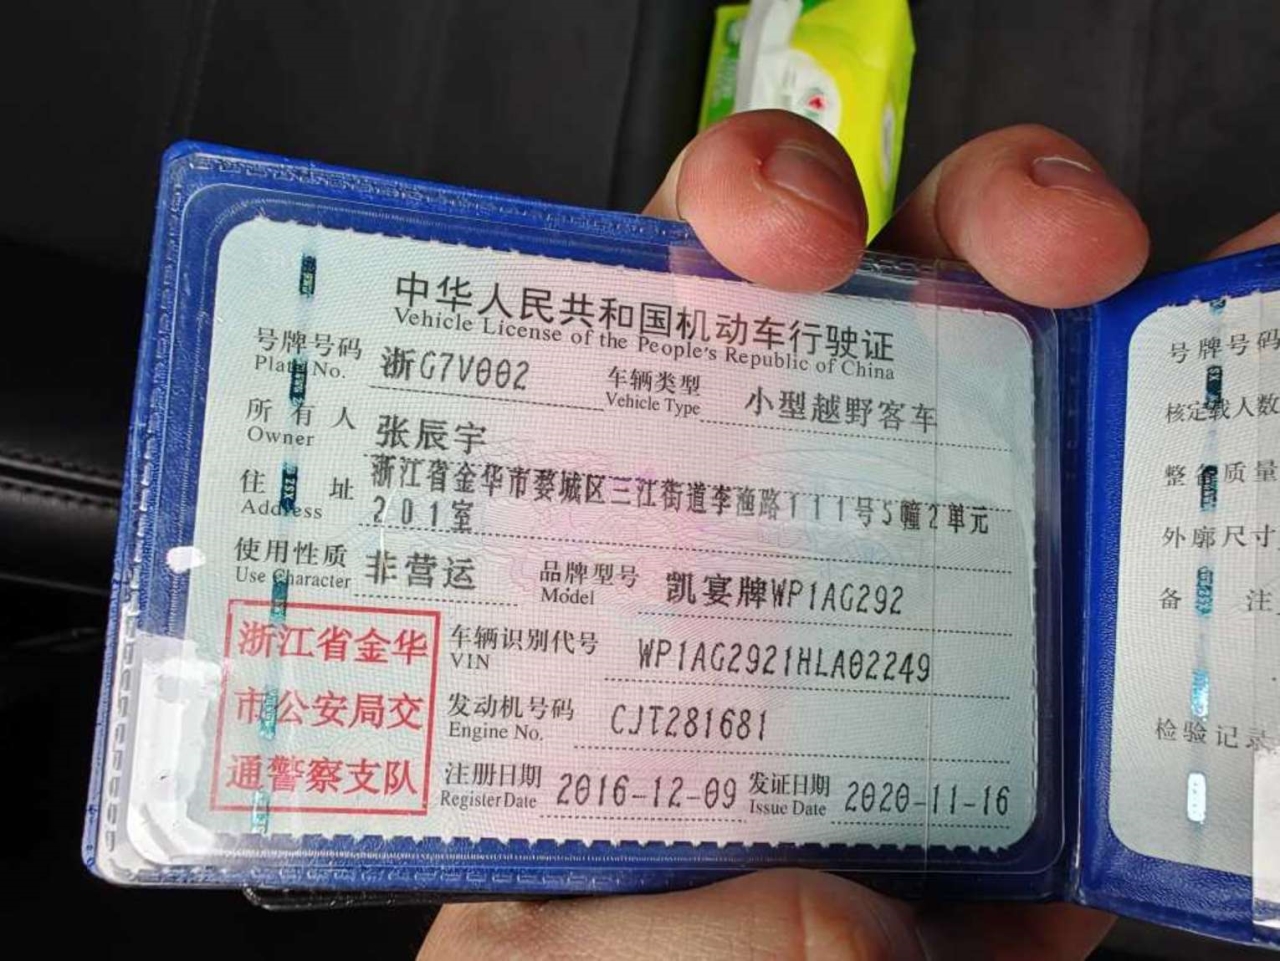 中华人民共和国机动车行驶证
Vehicle License of the People's Republic of China
号牌号码 浙G7V002 车辆类型 小型越野客车
Plate No. Vehicle Type
所有人 张辰宇
Owner
住址 浙江省金华市婺城区三江街道李渔路111号5幢2单元
Address 201室
使用性质 非营运 品牌型号 凯宴牌WP1AG292
Use Character Model
浙江省金华
市公安局交
通警察支队
车辆识别代号 WP1AG2921HLA02249
VIN
发动机号码 CJT281681
Engine No.
注册日期 2016-12-09 发证日期 2020-11-16
Register Date Issue Date
号牌号码
核定载人数
整备质量
外廓尺寸
备注
检验记录